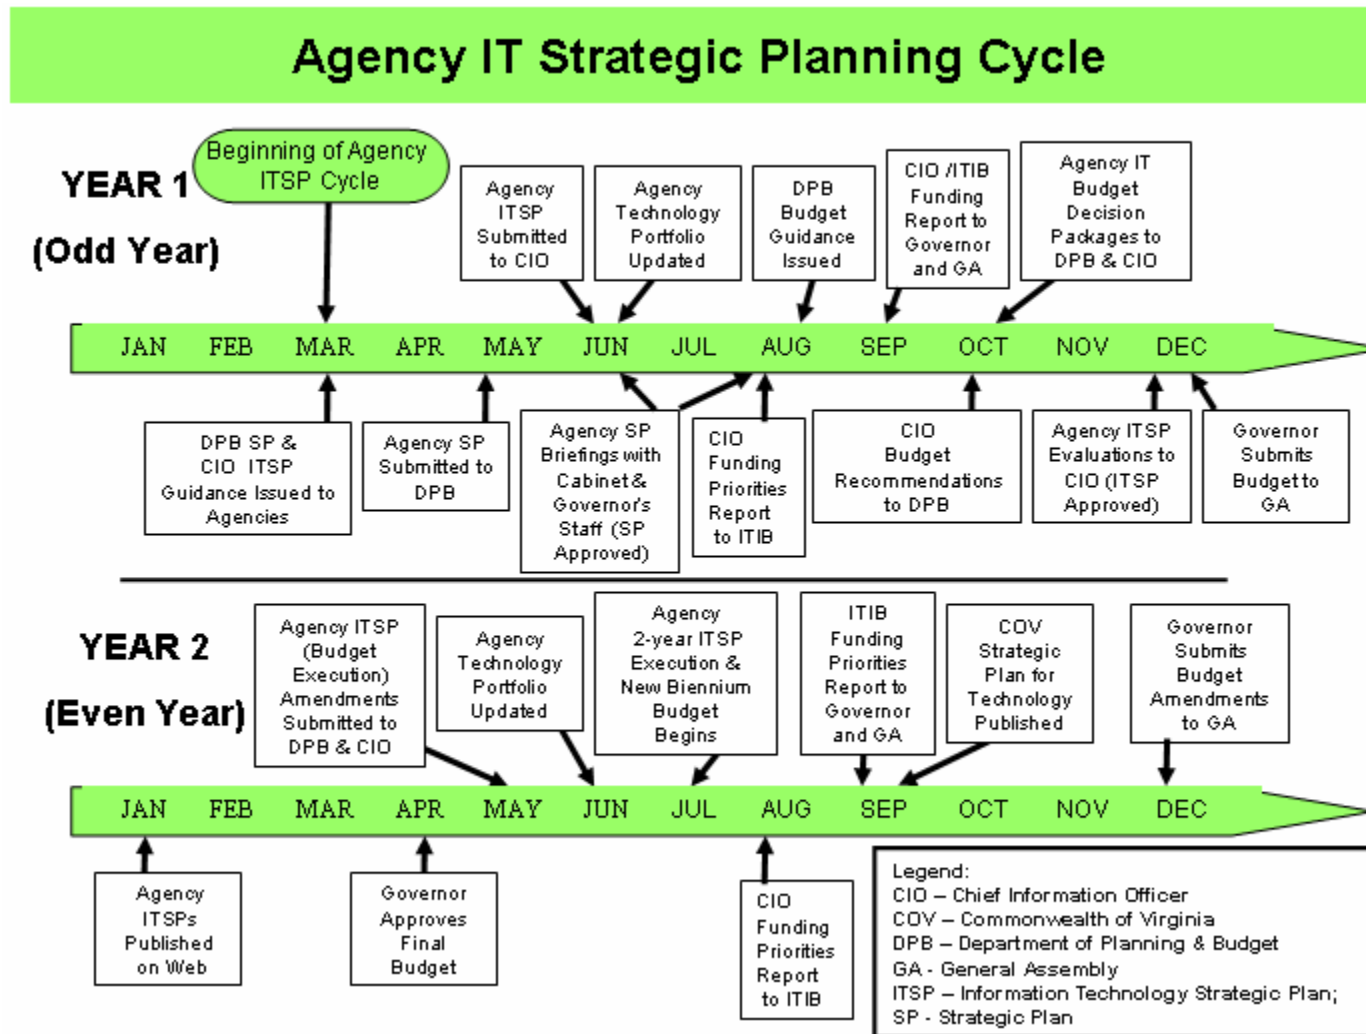 Agency IT Strategic Planning Cycle
YEAR 1
(Odd Year)
Beginning of Agency
ITSP Cycle
Agency
ITSP
Submitted
to CIO
Agency
Technology
Portfolio
Updated
DPB
Budget
Guidance
Issued
CIO /ITIB
Funding
Report to
Governor
and GA
Agency IT
Budget
Decision
Packages to
DPB & CIO
JAN FEB MAR APR MAY JUN JUL AUG SEP OCT NOV DEC
DPB SP &
CIO ITSP
Guidance Issued to
Agencies
Agency SP
Submitted to
DPB
Agency SP
Briefings with
Cabinet &
Governor's
Staff (SP
Approved)
CIO
Funding
Priorities
Report
to ITIB
CIO
Budget
Recommendations
to DPB
Agency ITSP
Evaluations to
CIO (ITSP
Approved)
Governor
Submits
Budget to
GA
YEAR 2
(Even Year)
Agency ITSP
(Budget
Execution)
Amendments
Submitted to
DPB & CIO
Agency
Technology
Portfolio
Updated
Agency
2-year ITSP
Execution &
New Biennium
Budget
Begins
ITIB
Funding
Priorities
Report to
Governor
and GA
COV
Strategic
Plan for
Technology
Published
Governor
Submits
Budget
Amendments
to GA
JAN FEB MAR APR MAY JUN JUL AUG SEP OCT NOV DEC
Agency
ITSPs
Published
on Web
Governor
Approves
Final
Budget
CIO
Funding
Priorities
Report
to ITIB
Legend:
CIO – Chief Information Officer
COV – Commonwealth of Virginia
DPB – Department of Planning & Budget
GA - General Assembly
ITSP – Information Technology Strategic Plan;
SP - Strategic Plan